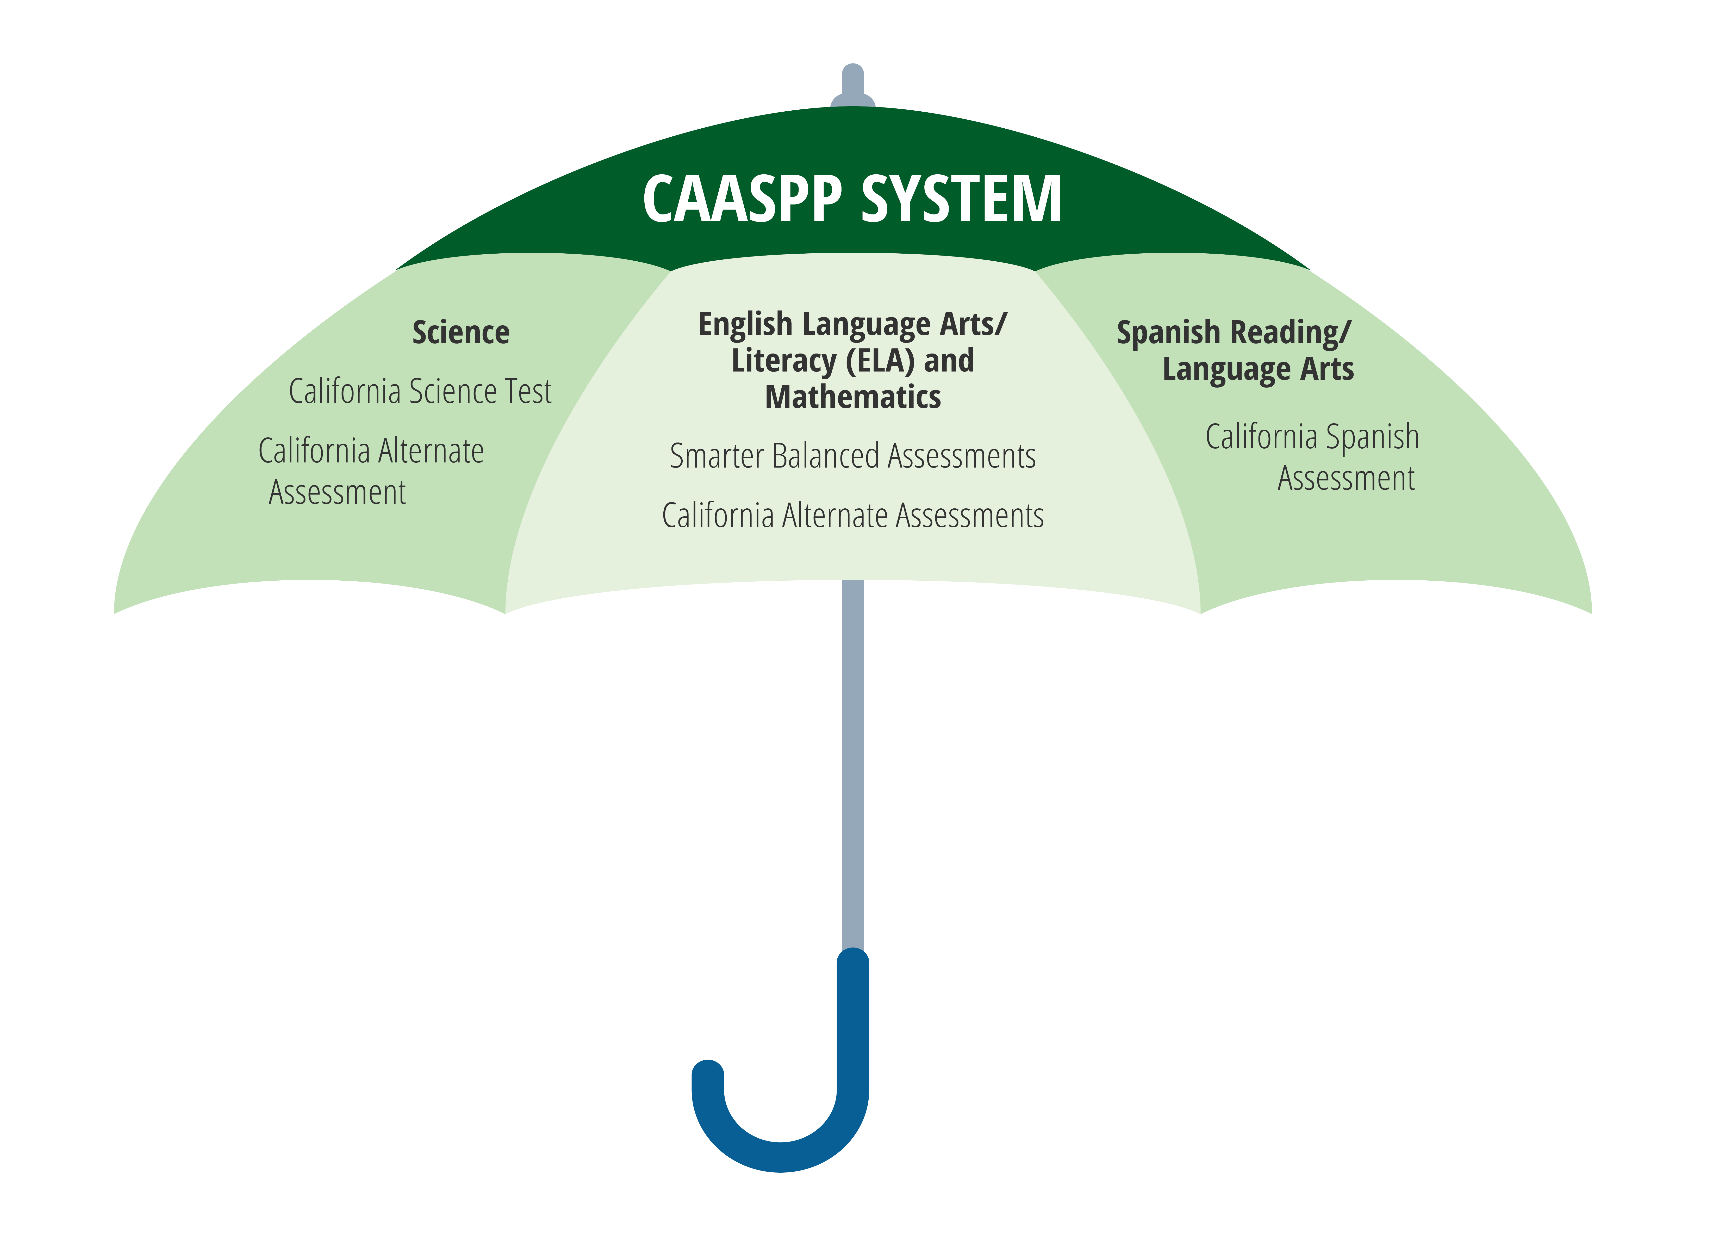 CAASPP SYSTEM
Science
California Science Test
California Alternate
Assessment
English Language Arts/
Literacy (ELA) and
Mathematics
Smarter Balanced Assessments
California Alternate Assessments
Spanish Reading/
Language Arts
California Spanish
Assessment